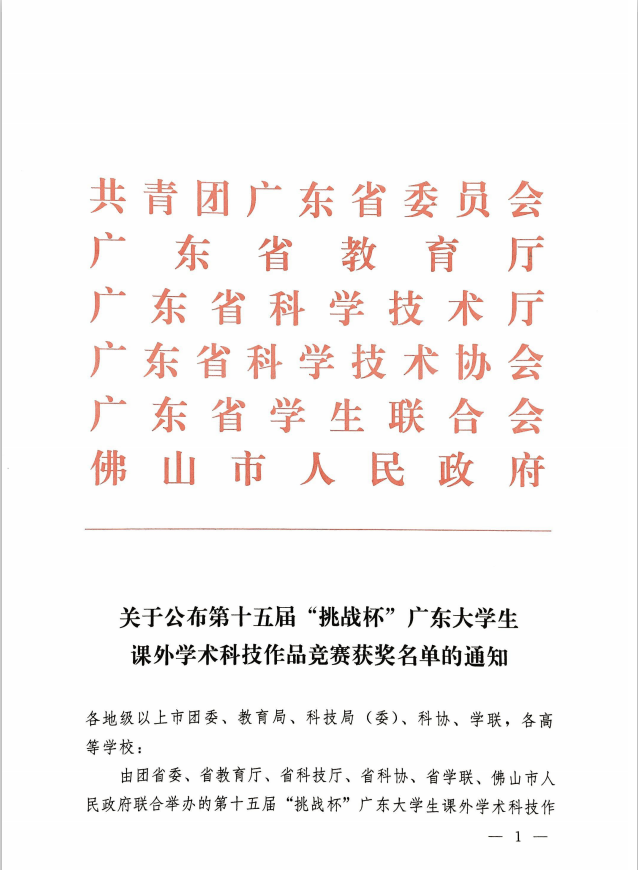 共青团广东省委员会
广东省教育厅
广东省科学技术厅
广东省科学技术协会
广东省学生联合会
佛山市人民政府
关于公布第十五届“挑战杯”广东大学生
课外学术科技作品竞赛获奖名单的通知
各地级以上市团委、教育局、科技局（委）、科协、学联，各高
等学校：
由团省委、省教育厅、省科技厅、省科协、省学联、佛山市人
民政府联合举办的第十五届“挑战杯”广东大学生课外学术科技作
— 1 —